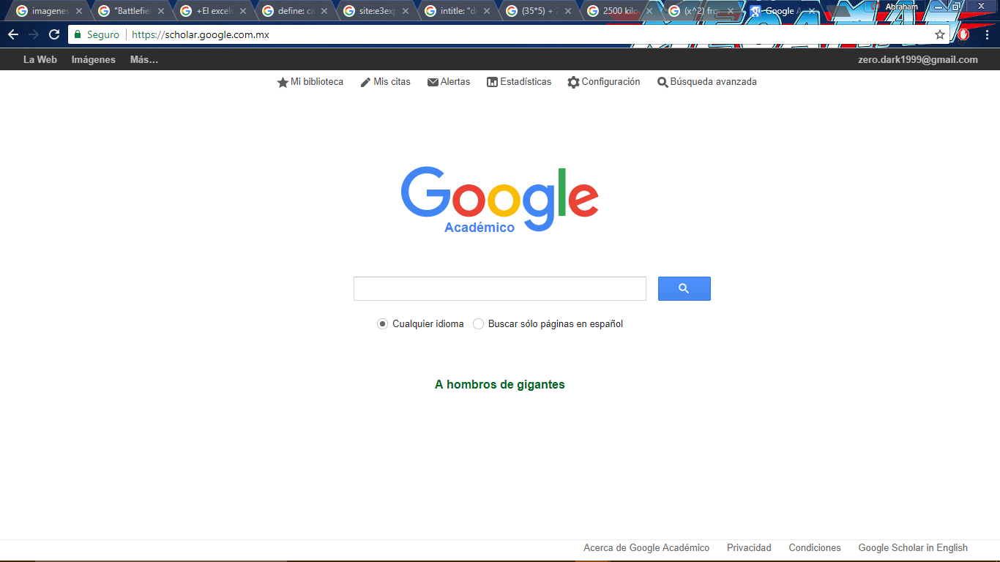 imagenes "Battlefie +El excels define: ca site:e3exp intitle: "d (35*5) + 2500 kilo (x^2) fro Google A Abraham
Seguro https://scholar.google.com.mx
La Web Imágenes Más... zero.dark1999@gmail.com
Mi biblioteca Mis citas Alertas Estadísticas Configuración Búsqueda avanzada
Google
Académico
Cualquier idioma Buscar sólo páginas en español
A hombros de gigantes
Acerca de Google Académico Privacidad Condiciones Google Scholar in English